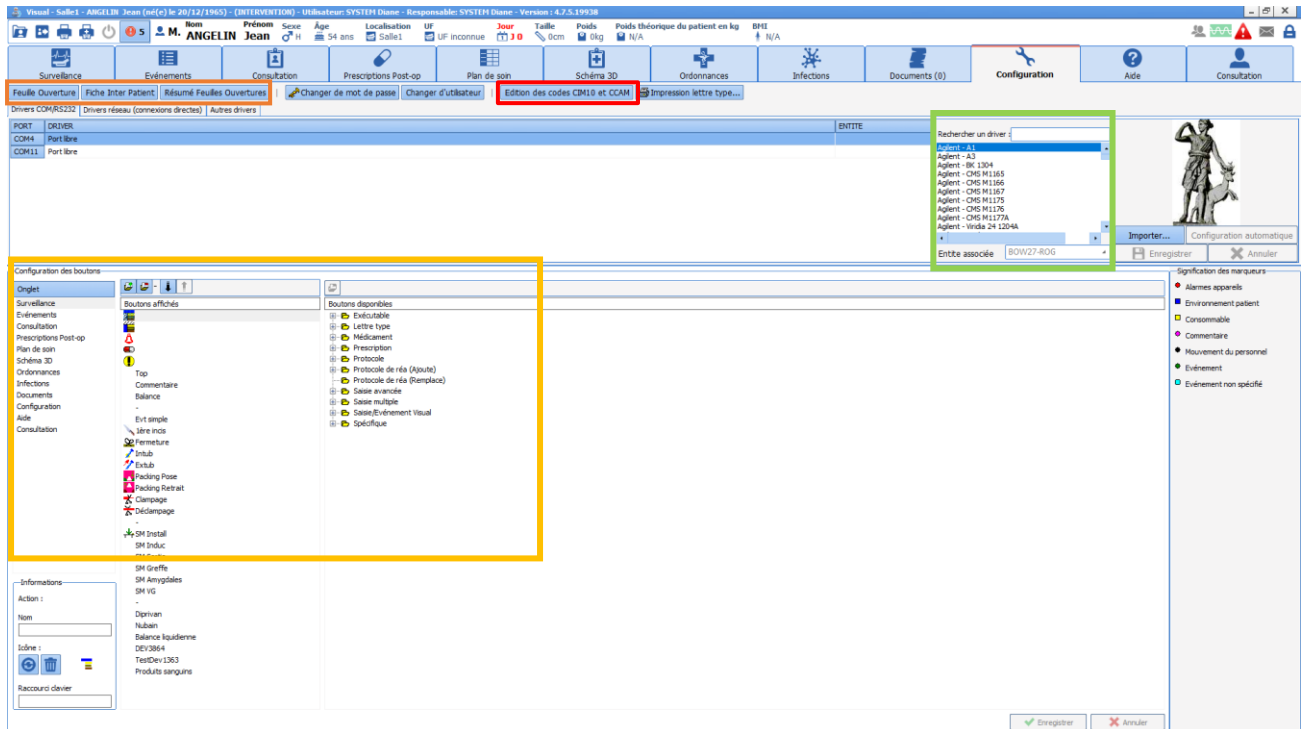 Visual - Salle1 - ANGELIN Jean (né(e) le 20/12/1965) - (INTERVENTION) - Utilisateur: SYSTEM Diane - Responsable: SYSTEM Diane - Version : 4.7.5.19938
Nom Prénom Sexe Âge Localisation UF Jour Taille Poids Poids théorique du patient en kg BMI
5 M. ANGELIN Jean H 54 ans Salle1 UF inconnue J 0 0cm 0kg N/A N/A
Surveillance Evénements Consultation Prescriptions Post-op Plan de soin Schéma 3D Ordonnances Infections Documents (0) Configuration Aide Consultation
Feuille Ouverture Fiche Inter Patient Résumé Feuilles Ouvertures Changer de mot de passe Changer d'utilisateur Edition des codes CIM10 et CCAM Impression lettre type...
Drivers COM/RS232 Drivers réseau (connexions directes) Autres drivers
PORT DRIVER ENTITE
COM4 Port libre
COM11 Port libre
Rechercher un driver :
Agilent - A1
Agilent - A3
Agilent - BK 1304
Agilent - CMS M1165
Agilent - CMS M1166
Agilent - CMS M1167
Agilent - CMS M1175
Agilent - CMS M1176
Agilent - CMS M1177A
Agilent - Viridia 24 1204A
Entite associée BOW27-ROG
Importer... Configuration automatique
Enregistrer Annuler
Configuration des boutons
Onglet
Surveillance
Evénements
Consultation
Prescriptions Post-op
Plan de soin
Schéma 3D
Ordonnances
Infections
Documents
Configuration
Aide
Consultation
Boutons affichés
Top
Commentaire
Balance
-
Evt simple
1ère incis
Fermeture
Intub
Extub
Packing Pose
Packing Retrait
Clampage
Déclampage
-
SM Install
SM Induc
SM Greffe
SM Amygdales
SM VG
-
Diprivan
Nubain
Balance liquidienne
DEV3864
TestDev1363
Produits sanguins
Boutons disponibles
Exécutable
Lettre type
Médicament
Prescription
Protocole
Protocole de réa (Ajoute)
Protocole de réa (Remplace)
Saisie avancée
Saisie multiple
Saisie/Evénement Visual
Spécifique
Signification des marqueurs
Alarmes appareils
Environnement patient
Consommable
Commentaire
Mouvement du personnel
Evénement
Evénement non spécifié
Informations
Action :
Nom
Icône :
Raccourci clavier
Enregistrer Annuler